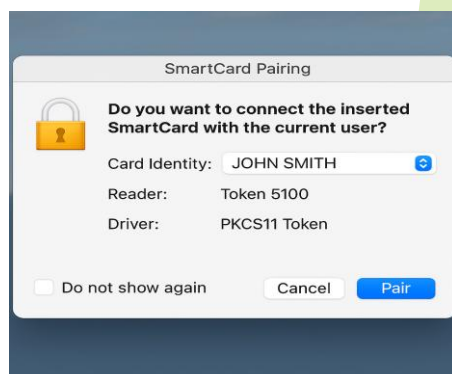 SmartCard Pairing
Do you want to connect the inserted
SmartCard with the current user?
Card Identity: JOHN SMITH
Reader: Token 5100
Driver: PKCS11 Token
Do not show again Cancel Pair